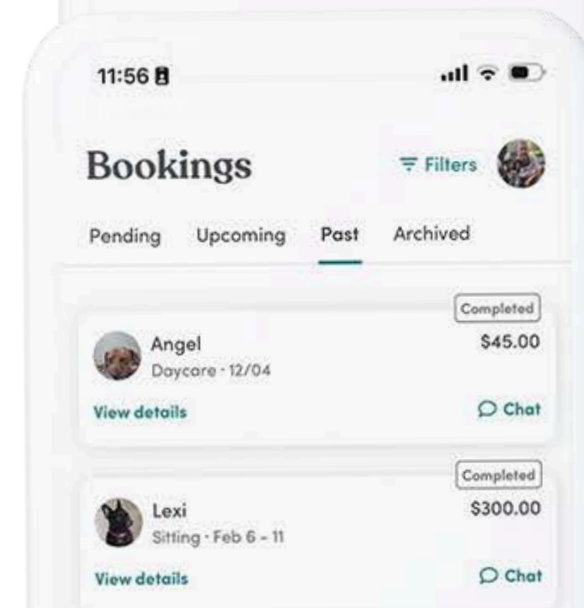 11:56
Bookings
Filters
Pending Upcoming Past Archived
Completed
Angel $45.00
Daycare · 12/04
View details Chat
Completed
Lexi $300.00
Sitting · Feb 6 - 11
View details Chat